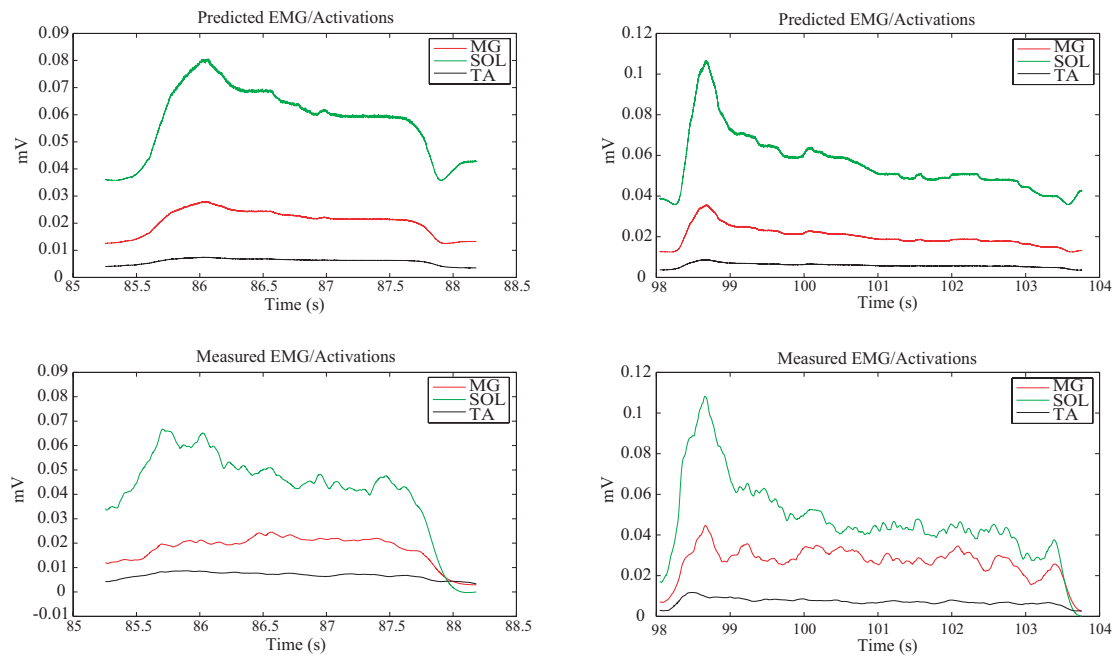 Predicted EMG/Activations
0.09
0.08
0.07
0.06
0.05
0.04
0.03
0.02
0.01
0
mV
MG
SOL
TA
85 85.5 86 86.5 87 87.5 88 88.5
Time (s)
Predicted EMG/Activations
0.12
0.1
0.08
0.06
0.04
0.02
0
mV
MG
SOL
TA
98 99 100 101 102 103 104
Time (s)
Measured EMG/Activations
0.09
0.08
0.07
0.06
0.05
0.04
0.03
0.02
0.01
0
-0.01
mV
MG
SOL
TA
85 85.5 86 86.5 87 87.5 88 88.5
Time (s)
Measured EMG/Activations
0.12
0.1
0.08
0.06
0.04
0.02
0
mV
MG
SOL
TA
98 99 100 101 102 103 104
Time (s)